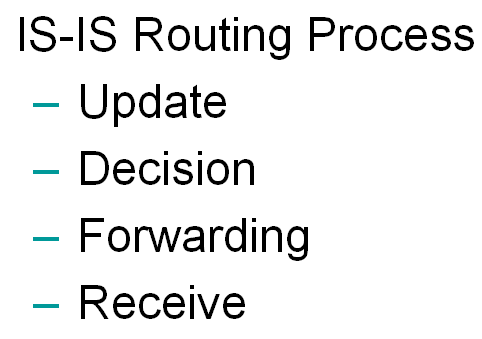 IS-IS Routing Process
– Update
– Decision
– Forwarding
– Receive